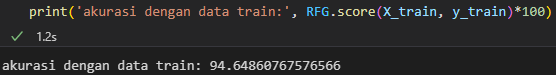 print('akurasi dengan data train:', RFG.score(X_train, y_train)*100)
1.2s
akurasi dengan data train: 94.64860767576566